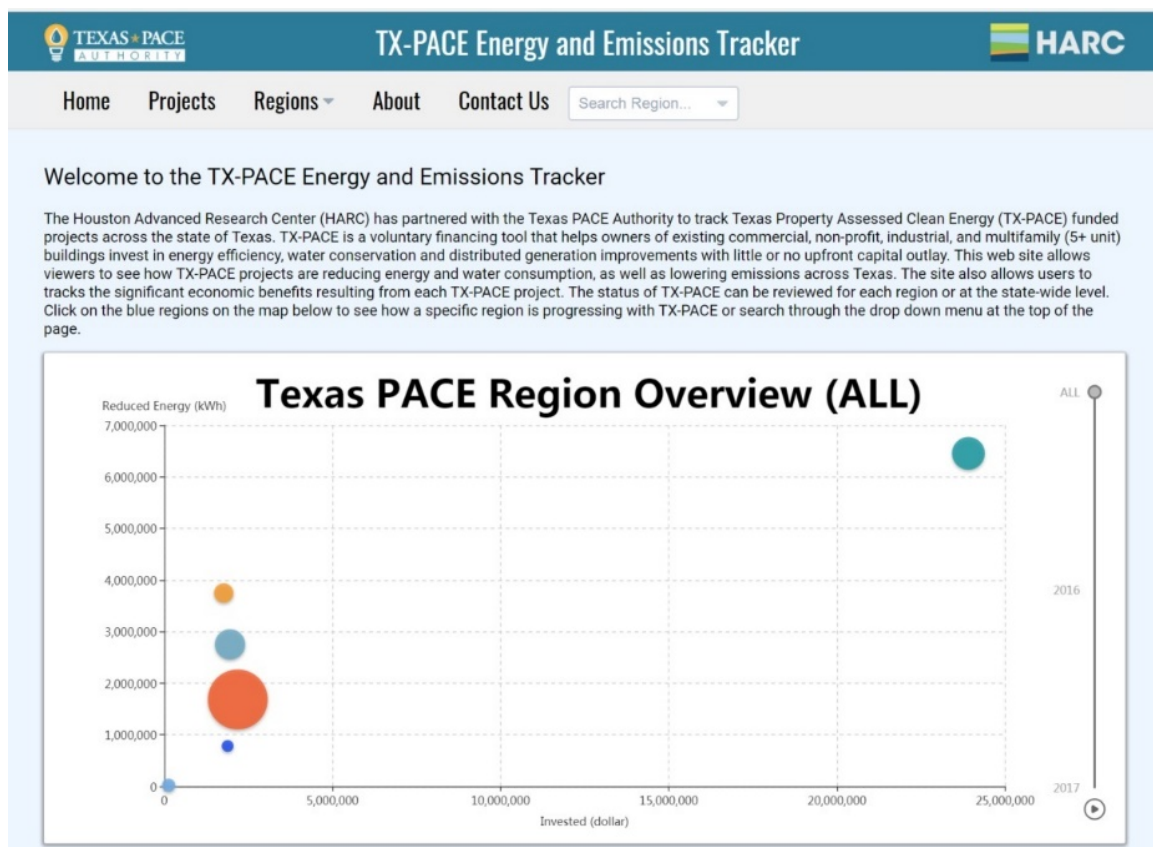 TEXAS★PACE
AUTHORITY
TX-PACE Energy and Emissions Tracker
HARC
Home Projects Regions About Contact Us Search Region...
Welcome to the TX-PACE Energy and Emissions Tracker
The Houston Advanced Research Center (HARC) has partnered with the Texas PACE Authority to track Texas Property Assessed Clean Energy (TX-PACE) funded
projects across the state of Texas. TX-PACE is a voluntary financing tool that helps owners of existing commercial, non-profit, industrial, and multifamily (5+ unit)
buildings invest in energy efficiency, water conservation and distributed generation improvements with little or no upfront capital outlay. This web site allows
viewers to see how TX-PACE projects are reducing energy and water consumption, as well as lowering emissions across Texas. The site also allows users to
tracks the significant economic benefits resulting from each TX-PACE project. The status of TX-PACE can be reviewed for each region or at the state-wide level.
Click on the blue regions on the map below to see how a specific region is progressing with TX-PACE or search through the drop down menu at the top of the
page.
Texas PACE Region Overview (ALL)
Reduced Energy (kWh)
7,000,000
6,000,000
5,000,000
4,000,000
3,000,000
2,000,000
1,000,000
0
0 5,000,000 10,000,000 15,000,000 20,000,000 25,000,000
Invested (dollar)
ALL
2016
2017